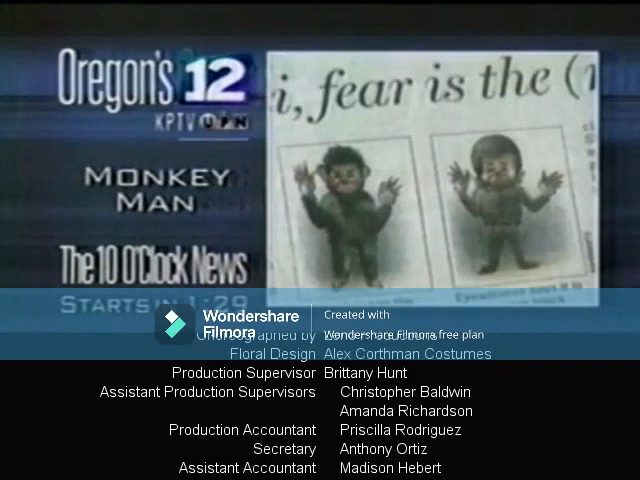 Oregon's 12
KPTV UPN
i, fear is the (
MONKEY
MAN
The 10 O'Clock News
STARTS IN 1:29
Wondershare
Filmora
Created with
Wondershare Filmora free plan
Choreographed by
Floral Design Alex Corthman Costumes
Production Supervisor Brittany Hunt
Assistant Production Supervisors Christopher Baldwin
Amanda Richardson
Production Accountant Priscilla Rodriguez
Secretary Anthony Ortiz
Assistant Accountant Madison Hebert